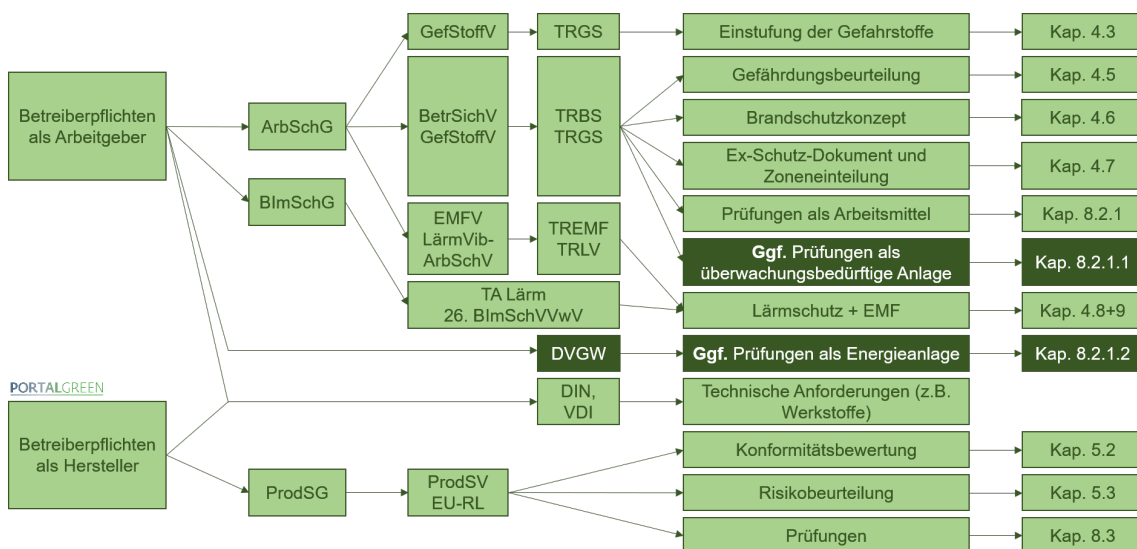 GefStoffV
TRGS
Einstufung der Gefahrstoffe
Kap. 4.3
Betreiberpflichten
als Arbeitgeber
ArbSchG
BImSchG
BetrSichV
GefStoffV
TRBS
TRGS
Gefährdungsbeurteilung
Kap. 4.5
Brandschutzkonzept
Kap. 4.6
Ex-Schutz-Dokument und
Zoneneinteilung
Kap. 4.7
Prüfungen als Arbeitsmittel
Kap. 8.2.1
EMFV
LärmVib-
ArbSchV
TREMF
TRLV
Ggf. Prüfungen als
überwachungsbedürftige Anlage
Kap. 8.2.1.1
TA Lärm
26. BImSchVVwV
Lärmschutz + EMF
Kap. 4.8+9
DVGW
Ggf. Prüfungen als Energieanlage
Kap. 8.2.1.2
PORTALGREEN
DIN,
VDI
Technische Anforderungen (z.B.
Werkstoffe)
Betreiberpflichten
als Hersteller
ProdSG
ProdSV
EU-RL
Konformitätsbewertung
Kap. 5.2
Risikobeurteilung
Kap. 5.3
Prüfungen
Kap. 8.3